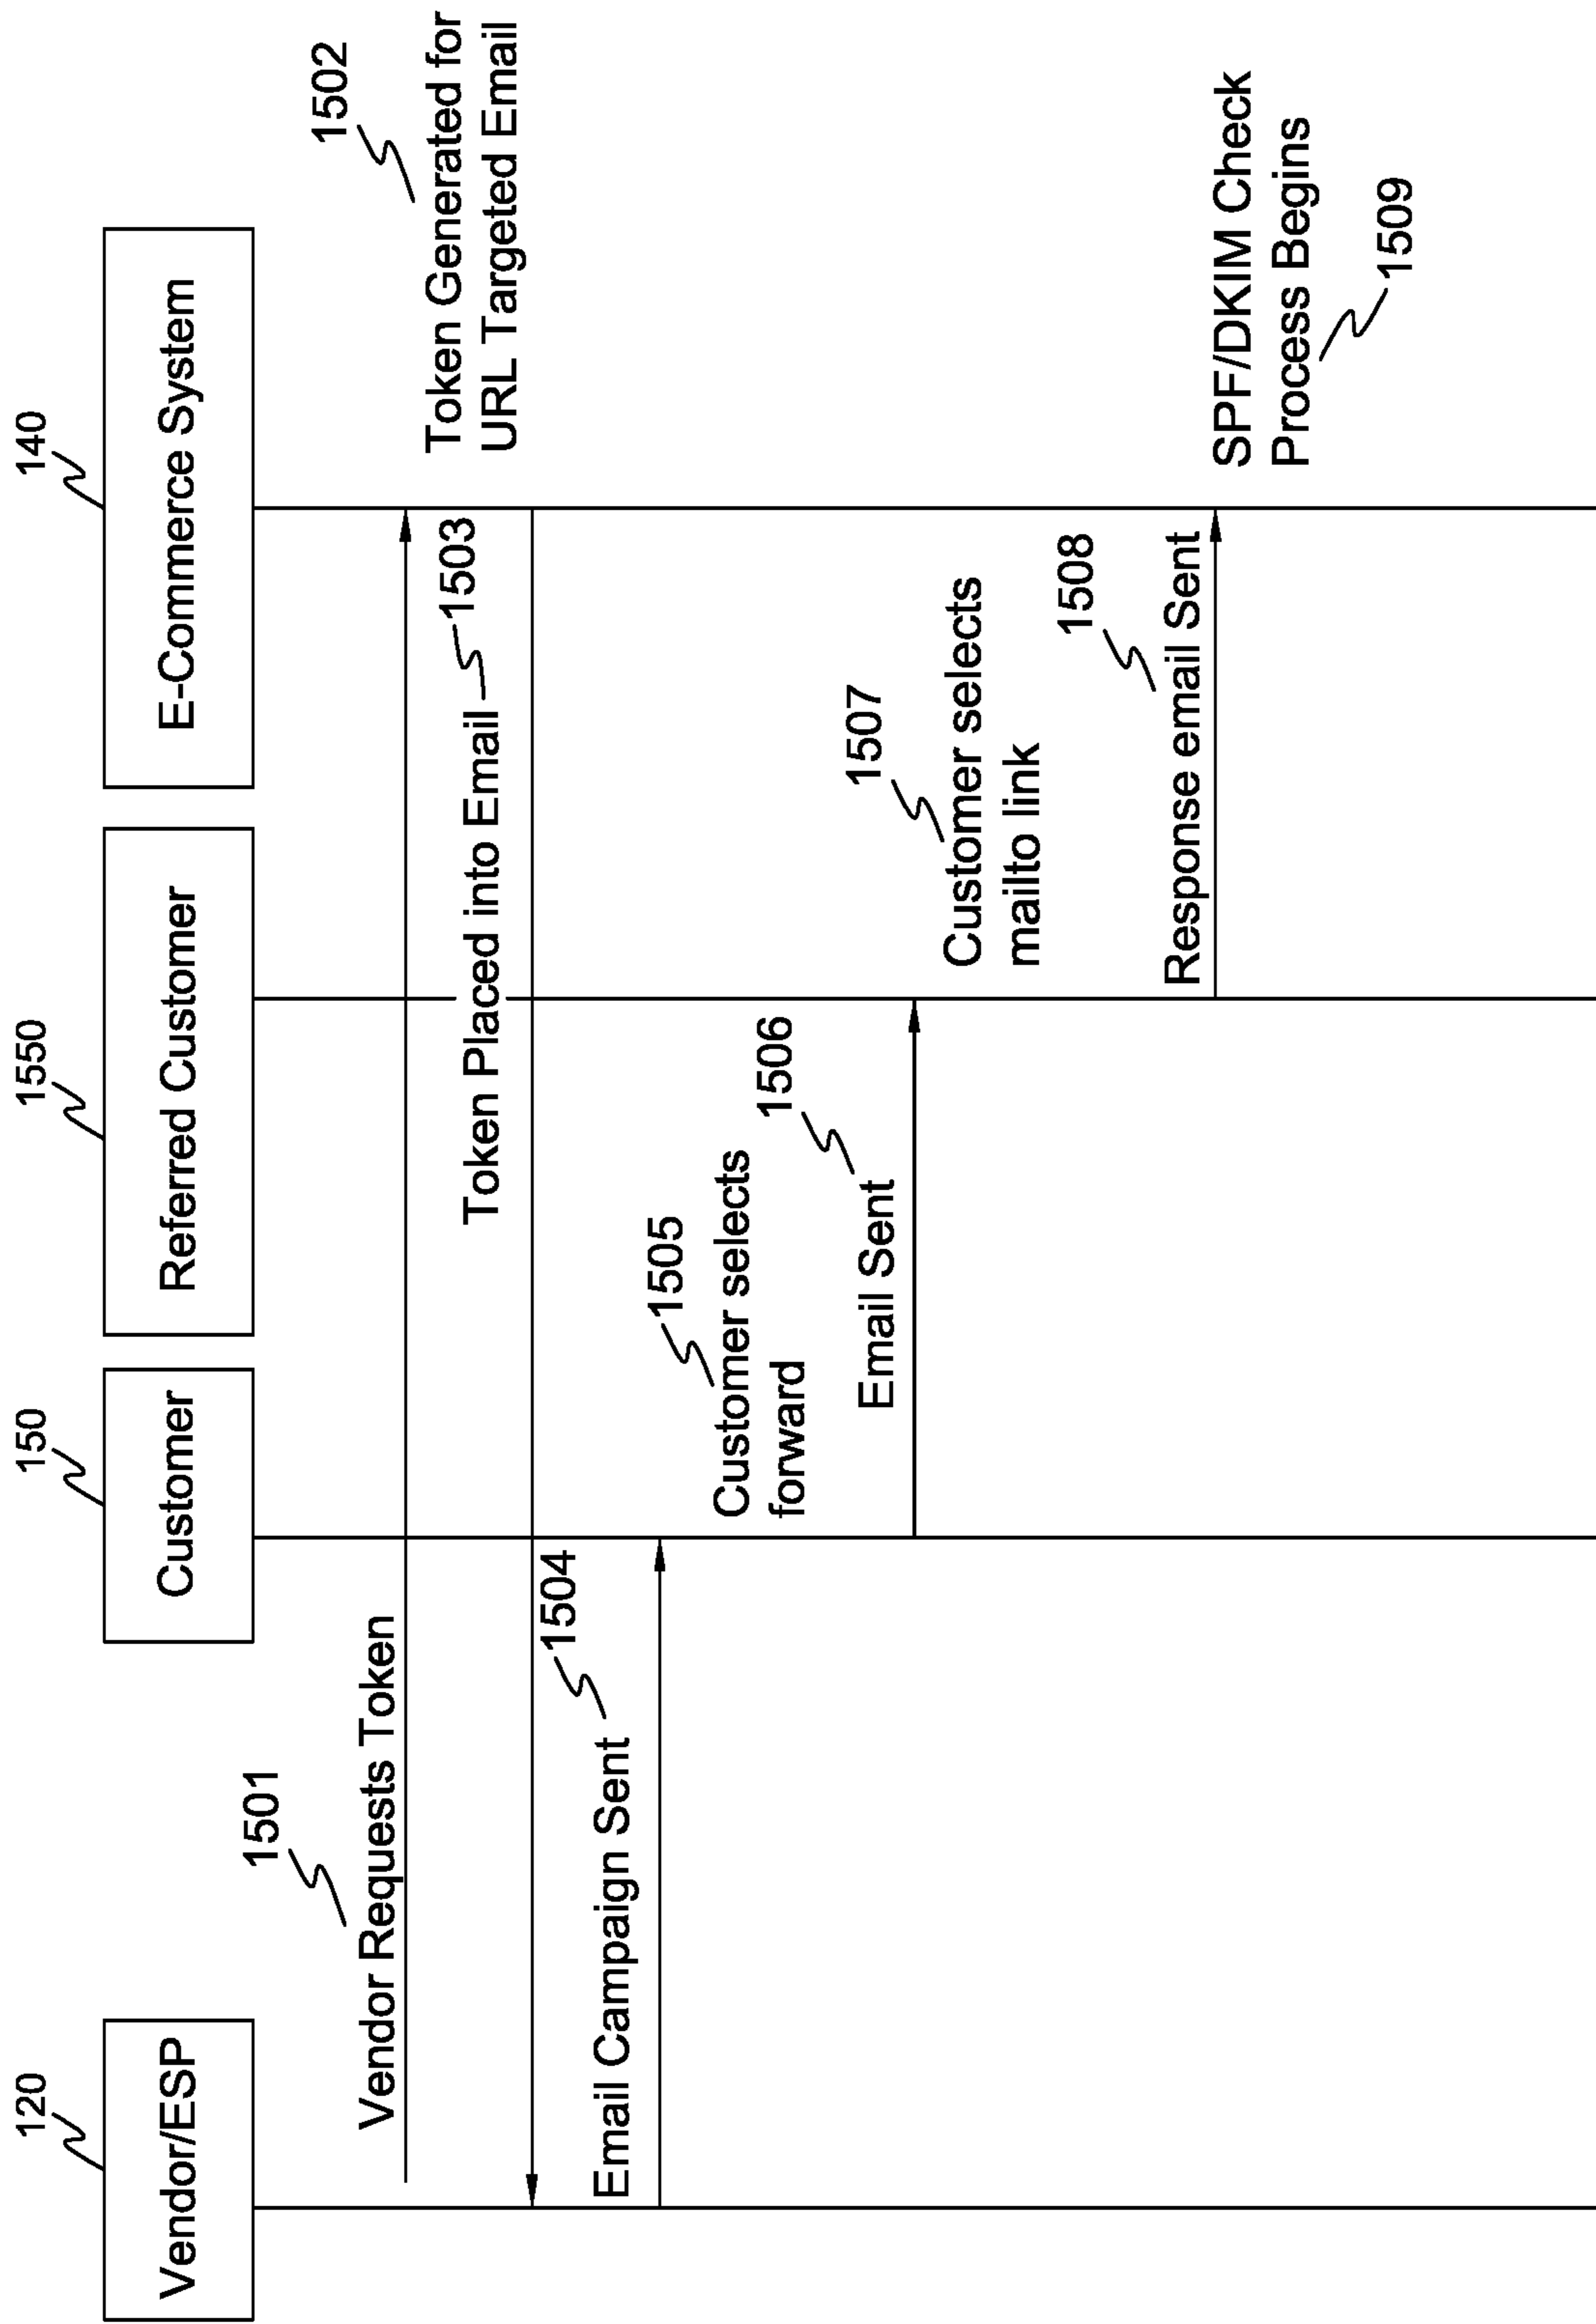 120
Vendor/ESP
150
Customer
1550
Referred Customer
140
E-Commerce System
1501
Vendor Requests Token
1502
Token Generated for
URL Targeted Email
Token Placed into Email
1503
1504
Email Campaign Sent
1505
Customer selects
forward
1506
Email Sent
1507
Customer selects
mailto link
1508
Response email Sent
SPF/DKIM Check
Process Begins
1509